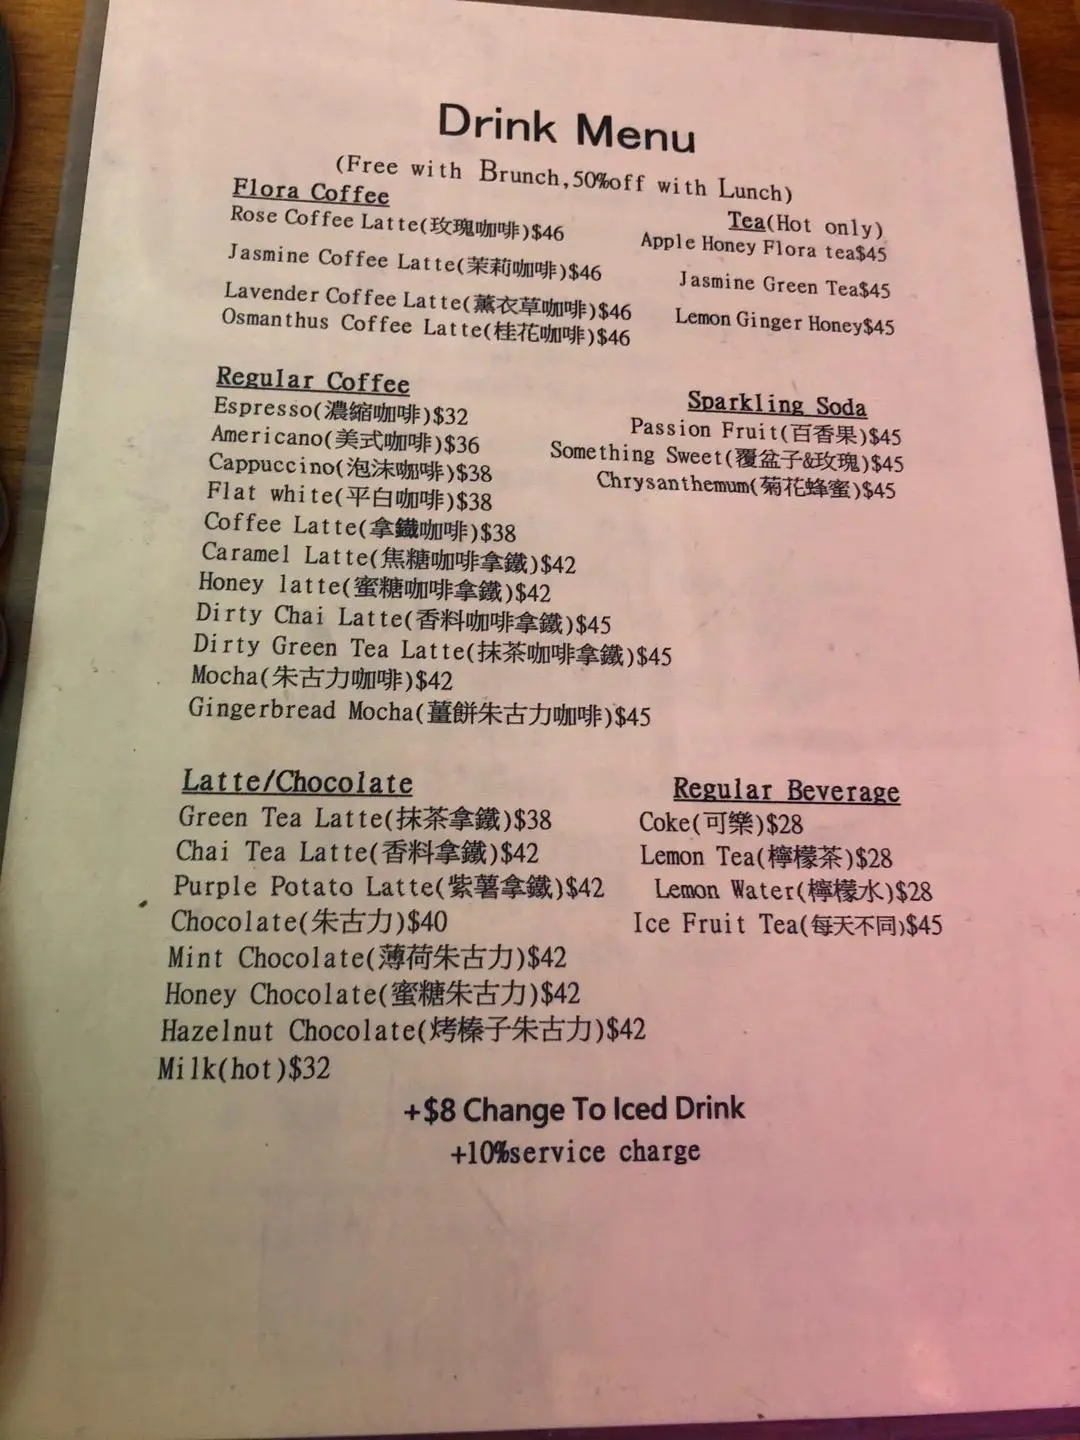 Drink Menu
(Free with Brunch,50%off with Lunch)
Flora Coffee
Rose Coffee Latte(玫瑰咖啡)$46
Jasmine Coffee Latte(茉莉咖啡)$46
Lavender Coffee Latte(薰衣草咖啡)$46
Osmanthus Coffee Latte(桂花咖啡)$46
Tea(Hot only)
Apple Honey Flora tea$45
Jasmine Green Tea$45
Lemon Ginger Honey$45
Regular Coffee
Espresso(濃縮咖啡)$32
Americano(美式咖啡)$36
Cappuccino(泡沫咖啡)$38
Flat white(平白咖啡)$38
Coffee Latte(拿鐵咖啡)$38
Caramel Latte(焦糖咖啡拿鐵)$42
Honey latte(蜜糖咖啡拿鐵)$42
Dirty Chai Latte(香料咖啡拿鐵)$45
Dirty Green Tea Latte(抹茶咖啡拿鐵)$45
Mocha(朱古力咖啡)$42
Gingerbread Mocha(薑餅朱古力咖啡)$45
Sparkling Soda
Passion Fruit(百香果)$45
Something Sweet(覆盆子&玫瑰)$45
Chrysanthemum(菊花蜂蜜)$45
Latte/Chocolate
Green Tea Latte(抹茶拿鐵)$38
Chai Tea Latte(香料拿鐵)$42
Purple Potato Latte(紫薯拿鐵)$42
Chocolate(朱古力)$40
Mint Chocolate(薄荷朱古力)$42
Honey Chocolate(蜜糖朱古力)$42
Hazelnut Chocolate(烤榛子朱古力)$42
Milk(hot)$32
Regular Beverage
Coke(可樂)$28
Lemon Tea(檸檬茶)$28
Lemon Water(檸檬水)$28
Ice Fruit Tea(每天不同)$45
+$8 Change To Iced Drink
+10%service charge